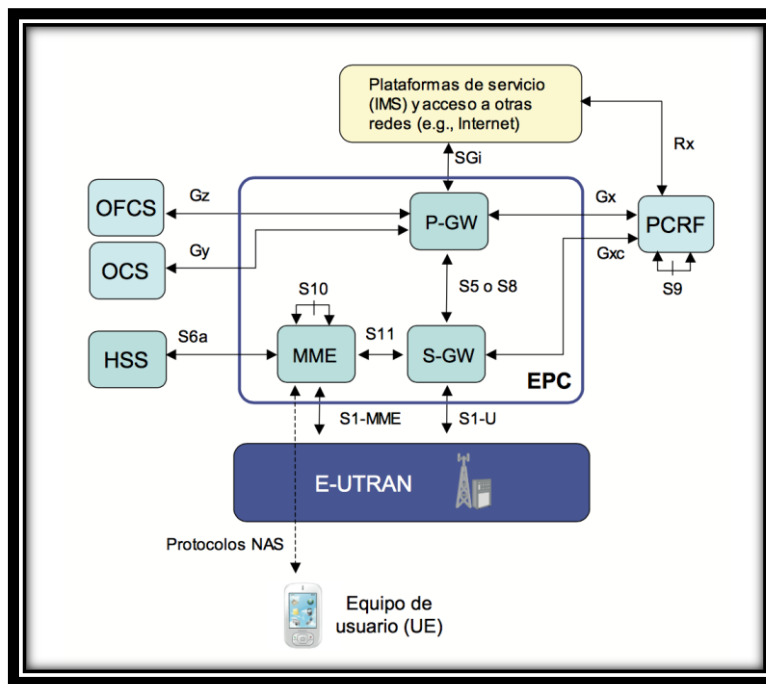 Plataformas de servicio
(IMS) y acceso a otras
redes (e.g., Internet)
Rx
SGi
OFCS
Gz
P-GW
Gx
PCRF
OCS
Gy
Gxc
S9
S5 o S8
S10
HSS
S6a
MME
S11
S-GW
EPC
S1-MME
S1-U
E-UTRAN
Protocolos NAS
Equipo de
usuario (UE)